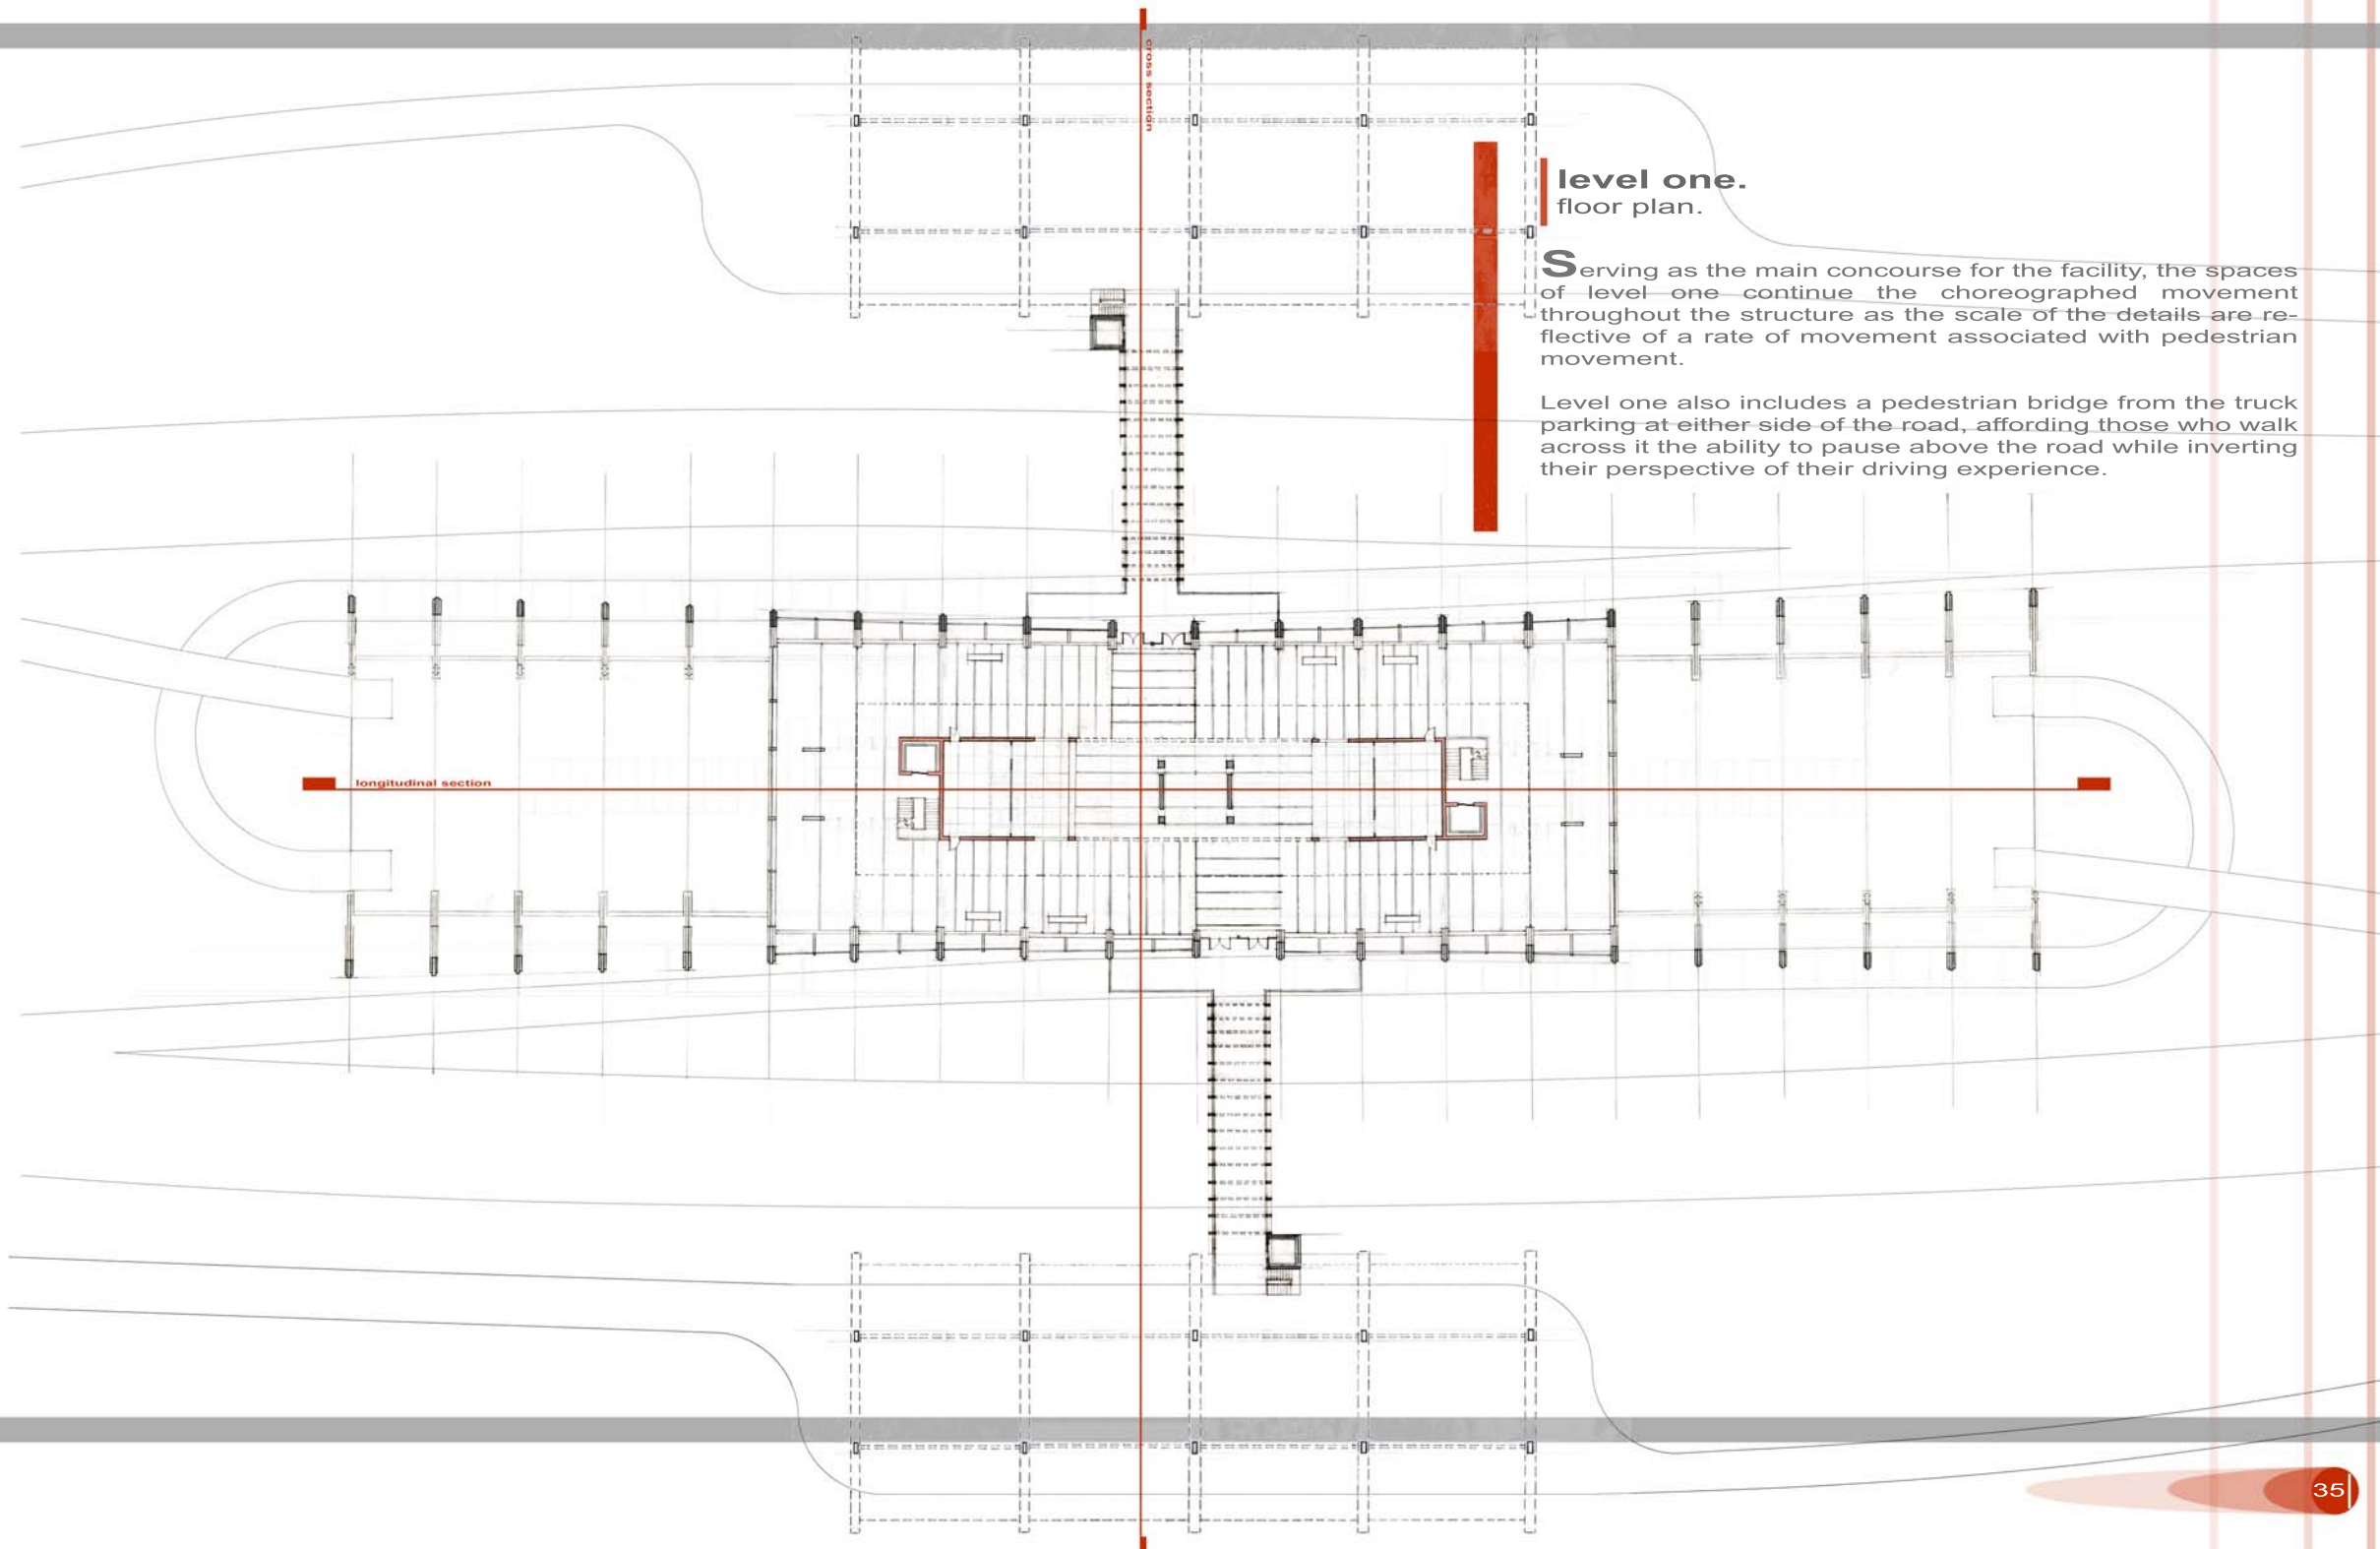 cross section
level one.
floor plan.
Serving as the main concourse for the facility, the spaces
of level one continue the choreographed movement
throughout the structure as the scale of the details are re-
flective of a rate of movement associated with pedestrian
movement.
Level one also includes a pedestrian bridge from the truck
parking at either side of the road, affording those who walk
across it the ability to pause above the road while inverting
their perspective of their driving experience.
longitudinal section
35